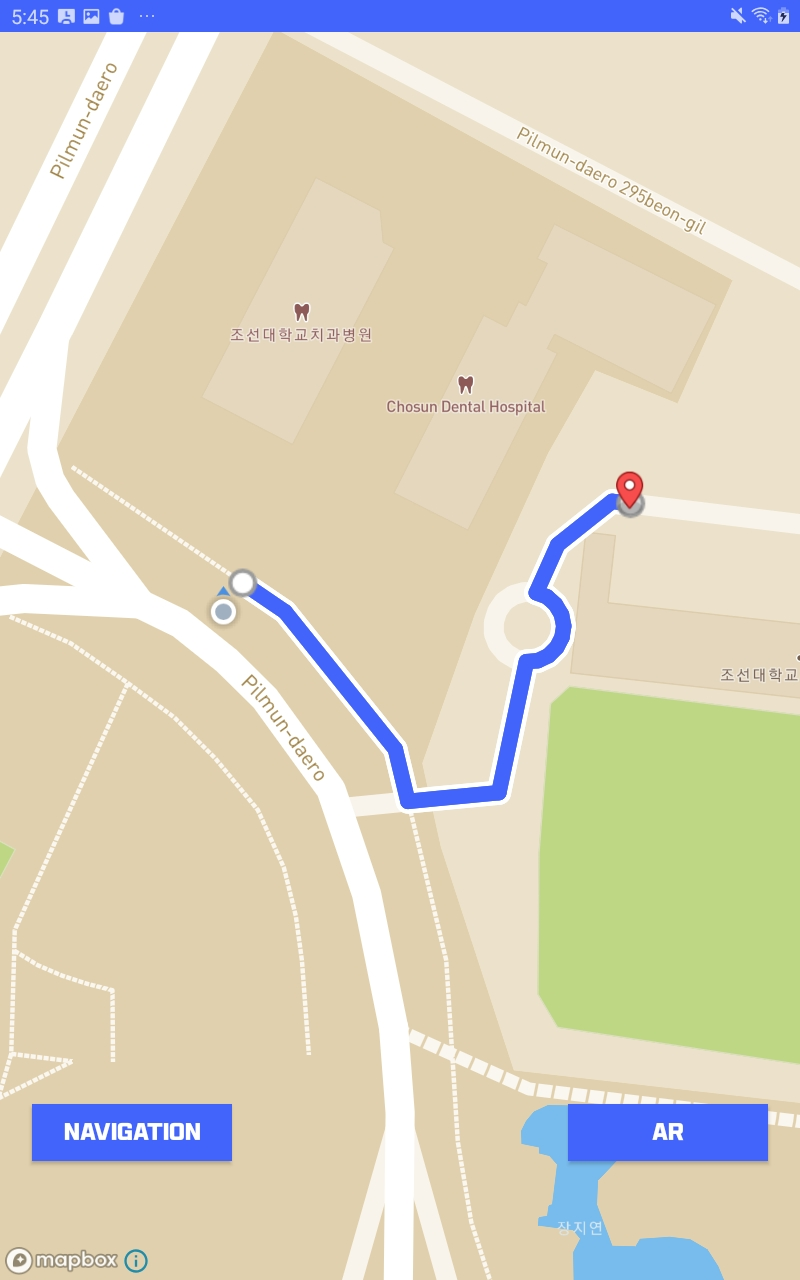 5:45
Pilmun-daero
Pilmun-daero 295beon-gil
조선대학교치과병원
Chosun Dental Hospital
조선대학교
Pilmun-daero
NAVIGATION
AR
장지연
mapbox